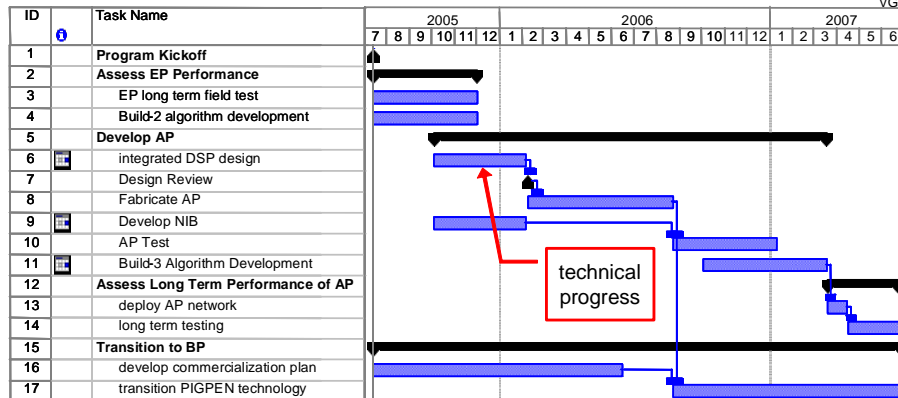 VG
ID Task Name 2005 2006 2007
7 8 9 10 11 12 1 2 3 4 5 6 7 8 9 10 11 12 1 2 3 4 5 6
1 Program Kickoff
2 Assess EP Performance
3 EP long term field test
4 Build-2 algorithm development
5 Develop AP
6 integrated DSP design
7 Design Review
8 Fabricate AP
9 Develop NIB
10 AP Test
11 Build-3 Algorithm Development
12 Assess Long Term Performance of AP
13 deploy AP network
14 long term testing
15 Transition to BP
16 develop commercialization plan
17 transition PIGPEN technology
technical
progress